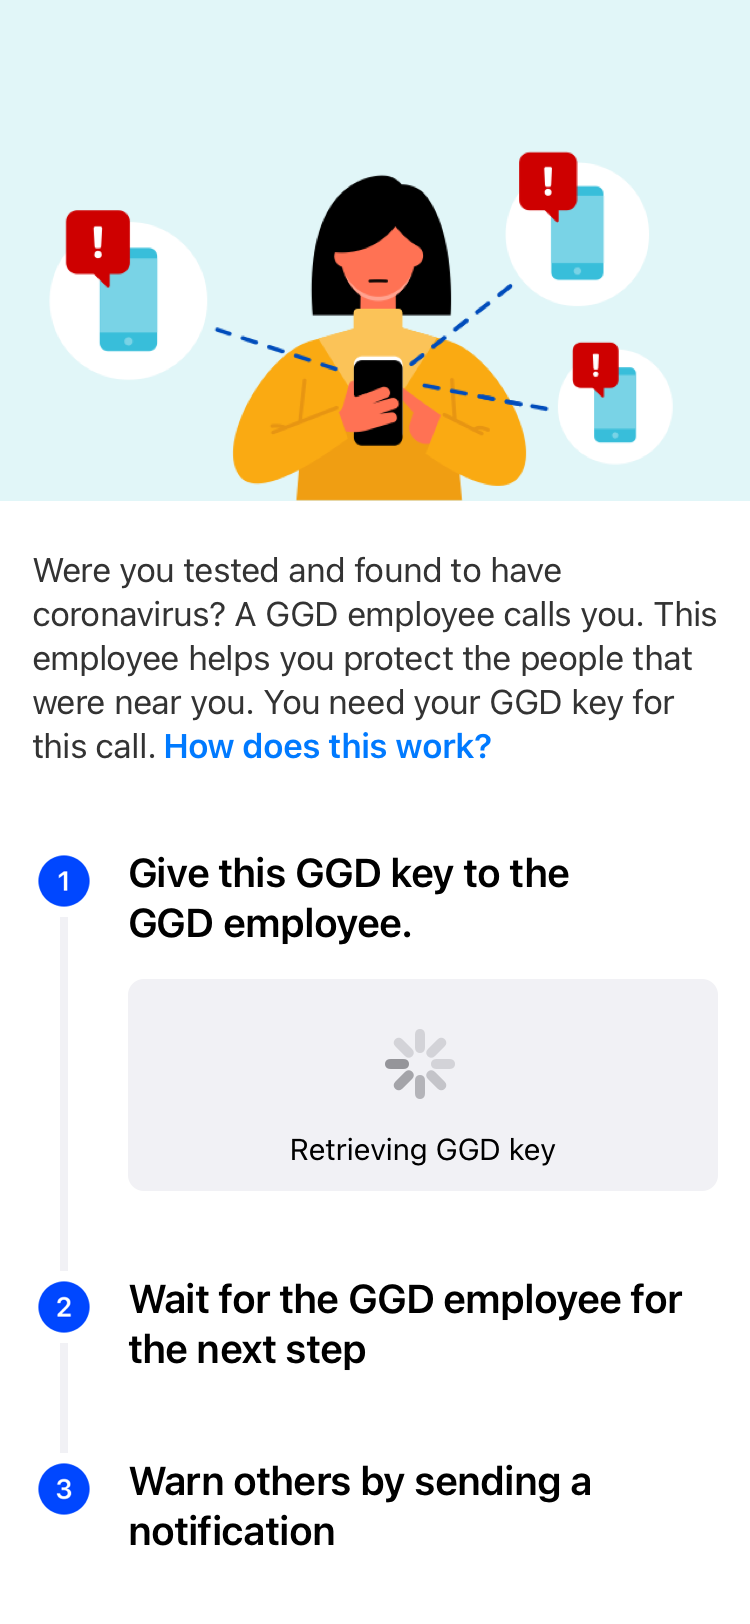 !
!
!
Were you tested and found to have
coronavirus? A GGD employee calls you. This
employee helps you protect the people that
were near you. You need your GGD key for
this call. How does this work?
1
Give this GGD key to the
GGD employee.
Retrieving GGD key
2
Wait for the GGD employee for
the next step
3
Warn others by sending a
notification